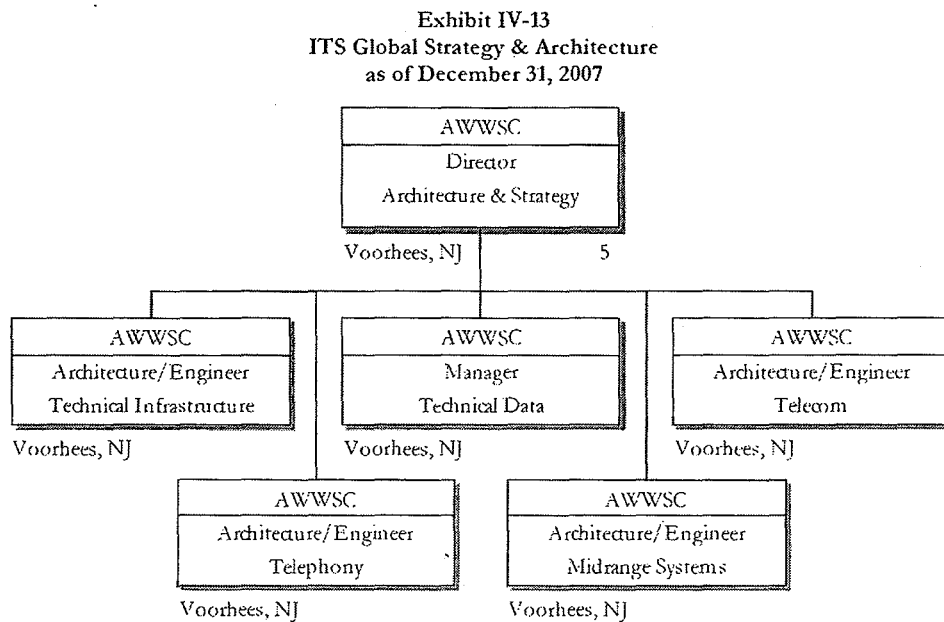 Exhibit IV-13
ITS Global Strategy & Architecture
as of December 31, 2007
AWWSC
Director
Architecture & Strategy
Voorhees, NJ 5
AWWSC
Architecture/Engineer
Technical Infrastructure
Voorhees, NJ
AWWSC
Manager
Technical Data
Voorhees, NJ
AWWSC
Architecture/Engineer
Telecom
Voorhees, NJ
AWWSC
Architecture/Engineer
Telephony
Voorhees, NJ
AWWSC
Architecture/Engineer
Midrange Systems
Voorhees, NJ